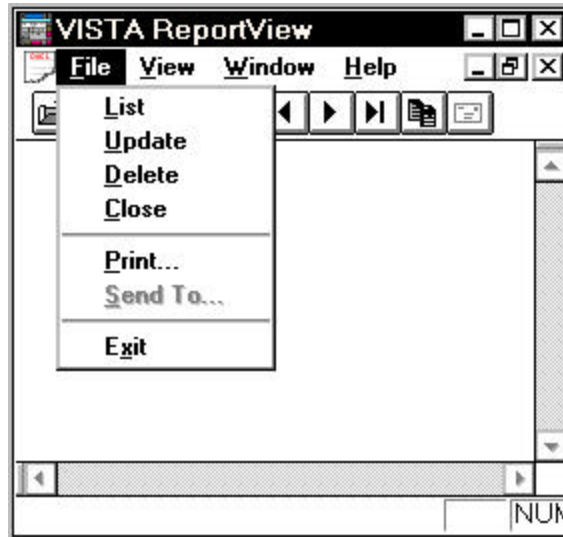 VISTA ReportView
File View Window Help
List
Update
Delete
Close
Print...
Send To...
Exit
NUM